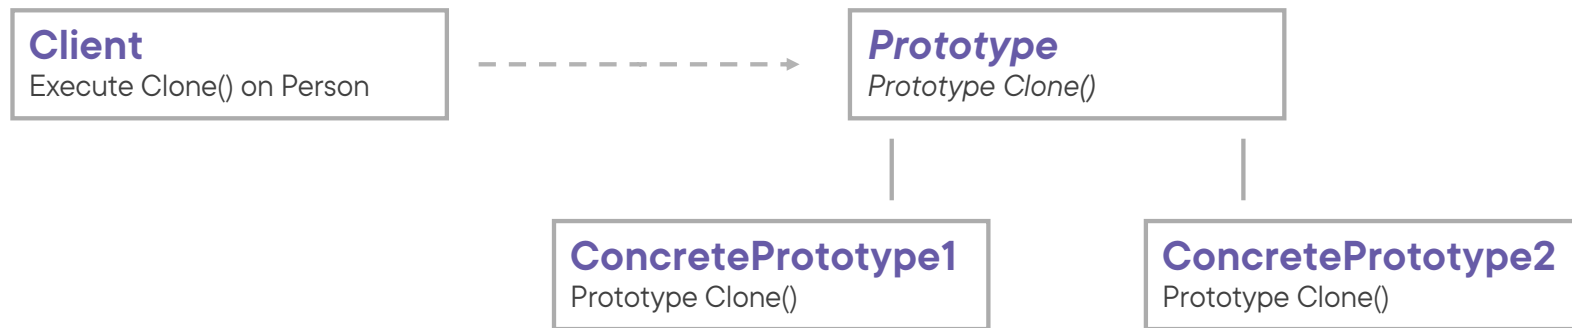 Client
Execute Clone() on Person
Prototype
Prototype Clone()
ConcretePrototype1
Prototype Clone()
ConcretePrototype2
Prototype Clone()